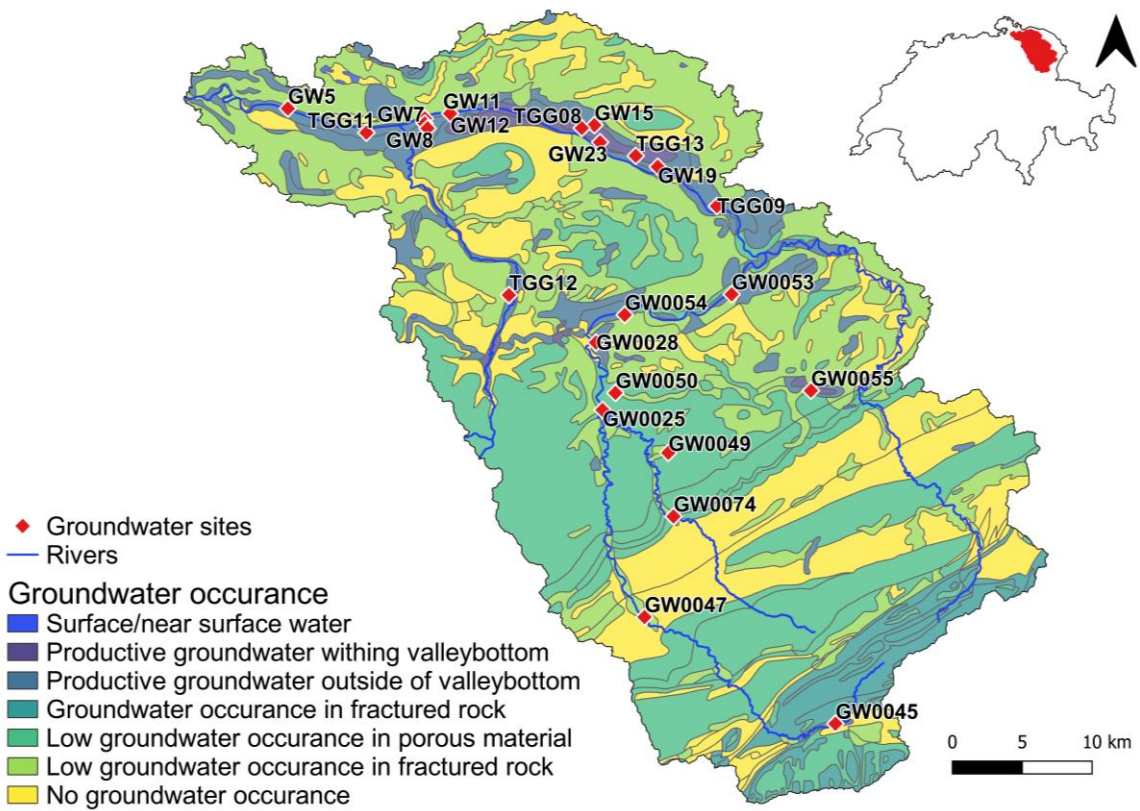 GW5
GW11
TGG11
GW7
GW12
GW8
TGG08
GW15
GW23
TGG13
GW19
TGG09
TGG12
GW0053
GW0054
GW0028
GW0050
GW0055
GW0025
GW0049
GW0074
GW0047
GW0045
Groundwater sites
Rivers
Groundwater occurance
Surface/near surface water
Productive groundwater withing valleybottom
Productive groundwater outside of valleybottom
Groundwater occurance in fractured rock
Low groundwater occurance in porous material
Low groundwater occurance in fractured rock
No groundwater occurance
0 5 10 km